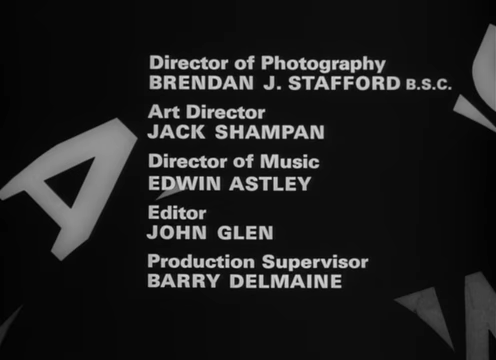 Director of Photography
BRENDAN J. STAFFORD B.S.C.
Art Director
JACK SHAMPAN
Director of Music
EDWIN ASTLEY
Editor
JOHN GLEN
Production Supervisor
BARRY DELMAINE
A